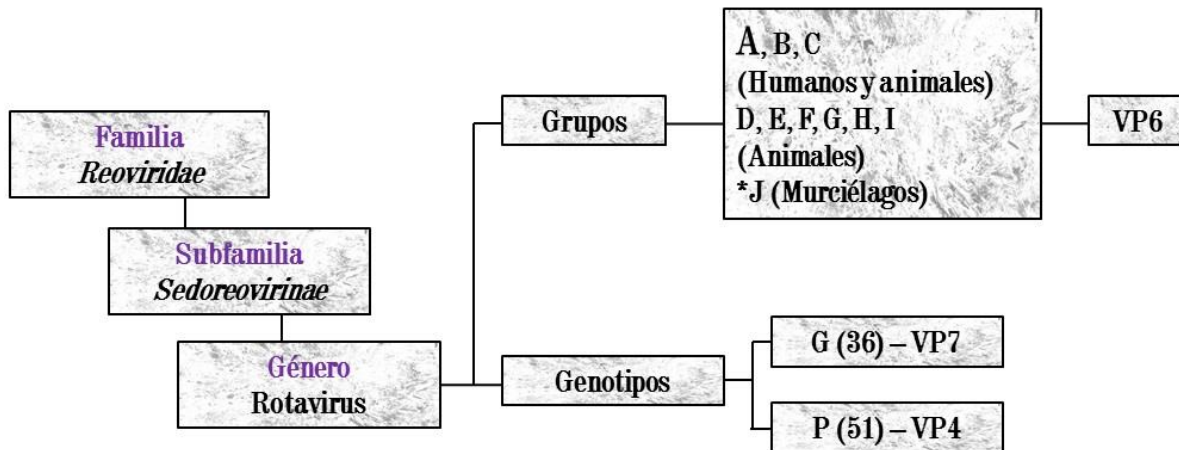 Familia
Reoviridae
Subfamilia
Sedoreovirinae
Género
Rotavirus
Grupos
A, B, C
(Humanos y animales)
D, E, F, G, H, I
(Animales)
*J (Murciélagos)
VP6
Genotipos
G (36) – VP7
P (51) – VP4